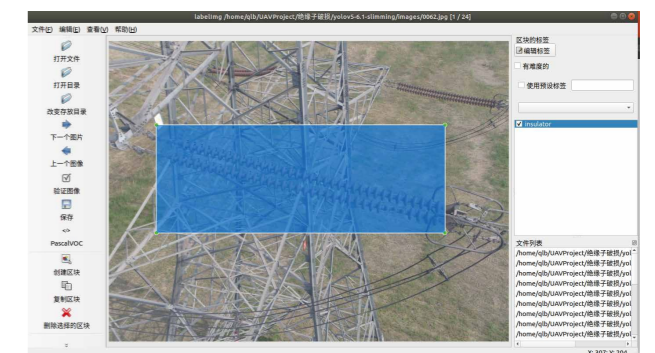 labelImg /home/qlb/UAVProject/绝缘子破损/yolov5-6.1-slimming/images/0062.jpg [1 / 24]
文件(F) 编辑(E) 查看(V) 帮助(H)
打开文件
打开目录
改变存放目录
下一个图片
上一个图像
验证图像
保存
</>
PascalVOC
创建区块
复制区块
删除选择的区块
区块的标签
编辑标签
有难度的
使用预设标签
insulator
文件列表
/home/qlb/UAVProject/绝缘子破损/yol
/home/qlb/UAVProject/绝缘子破损/yol
/home/qlb/UAVProject/绝缘子破损/yol
/home/qlb/UAVProject/绝缘子破损/yol
/home/qlb/UAVProject/绝缘子破损/yol
/home/qlb/UAVProject/绝缘子破损/yol
/home/qlb/UAVProject/绝缘子破损/yol
/home/qlb/UAVProject/绝缘子破损/yol
/home/qlb/UAVProject/绝缘子破损/yol